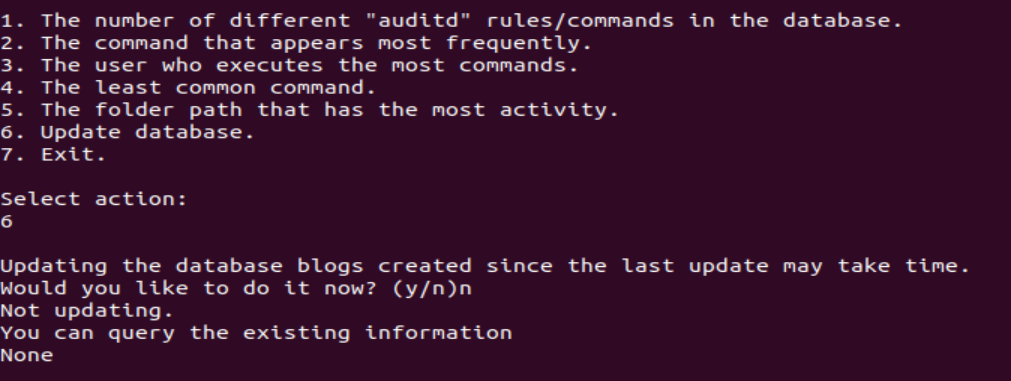 1. The number of different "auditd" rules/commands in the database.
2. The command that appears most frequently.
3. The user who executes the most commands.
4. The least common command.
5. The folder path that has the most activity.
6. Update database.
7. Exit.
Select action:
6
Updating the database blogs created since the last update may take time.
Would you like to do it now? (y/n)n
Not updating.
You can query the existing information
None